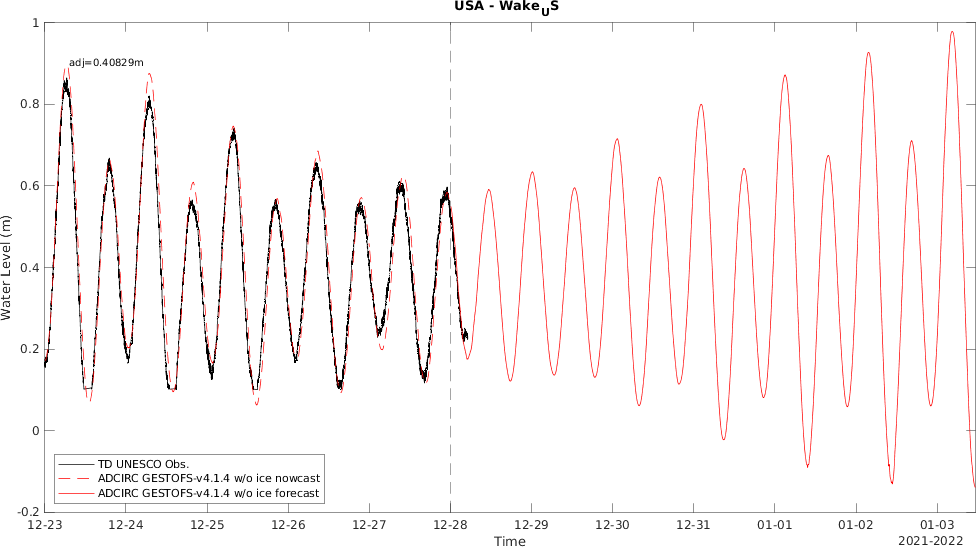 USA - Wake_US
adj=0.40829m
1
0.8
0.6
0.4
0.2
0
-0.2
Water Level (m)
TD UNESCO Obs.
ADCIRC GESTOFS-v4.1.4 w/o ice nowcast
ADCIRC GESTOFS-v4.1.4 w/o ice forecast
12-23 12-24 12-25 12-26 12-27 12-28 12-29 12-30 12-31 01-01 01-02 01-03
Time
2021-2022